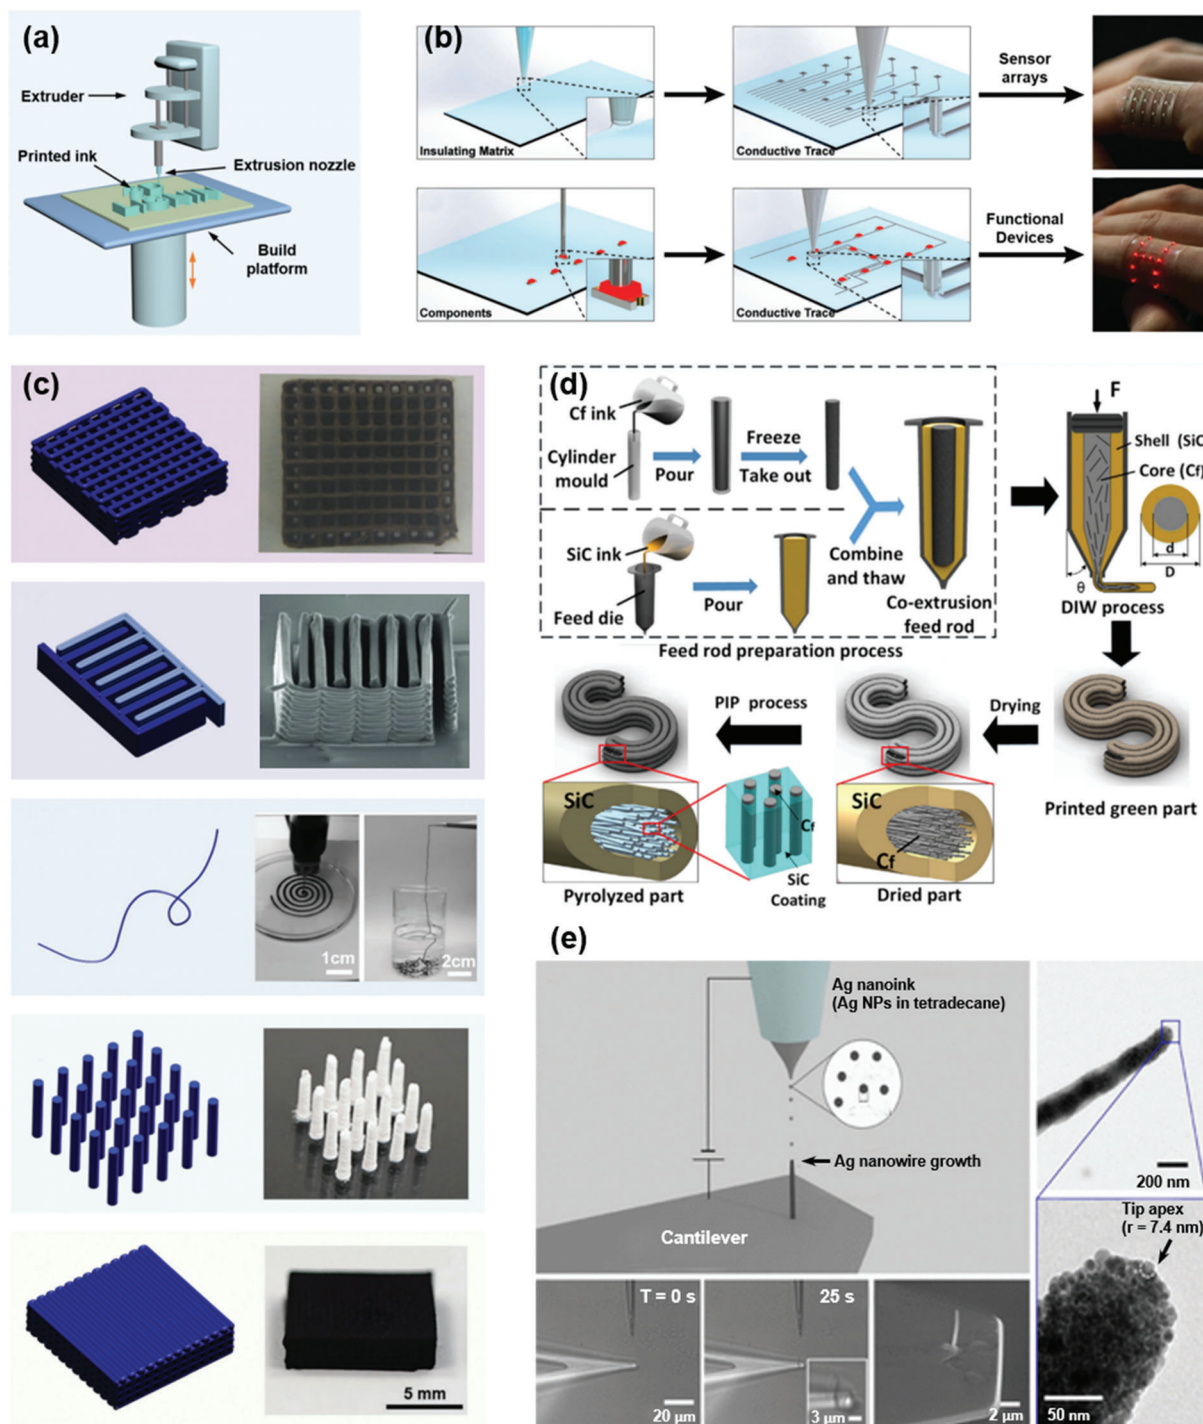 (a)
Extruder
Printed ink
Extrusion nozzle
Build
platform
(b)
Insulating Matrix
Conductive Trace
Sensor
arrays
Components
Conductive Trace
Functional
Devices
(c)
1cm
2cm
5 mm
(d)
Cf ink
Cylinder
mould
Pour
Freeze
Take out
SiC ink
Feed die
Pour
Combine
and thaw
Co-extrusion
feed rod
Feed rod preparation process
F
Shell (SiC
Core (Cf)
d
D
θ
DIW process
Printed green part
Drying
SiC
Cf
Dried part
PIP process
SiC
Pyrolyzed part
Cf
SiC
Coating
(e)
Ag nanoink
(Ag NPs in tetradecane)
Ag nanowire growth
Cantilever
T = 0 s
20 µm
25 s
3 µm
2 µm
200 nm
Tip apex
(r = 7.4 nm)
50 nm